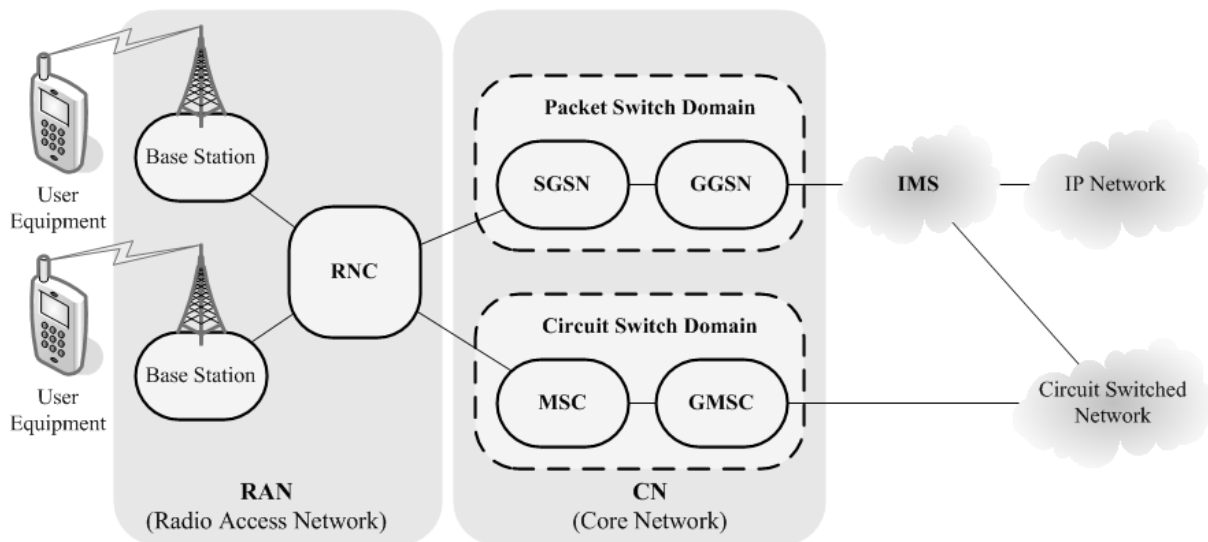 User
Equipment
User
Equipment
Base Station
Base Station
RNC
RAN
(Radio Access Network)
Packet Switch Domain
SGSN
GGSN
Circuit Switch Domain
MSC
GMSC
CN
(Core Network)
IMS
IP Network
Circuit Switched
Network